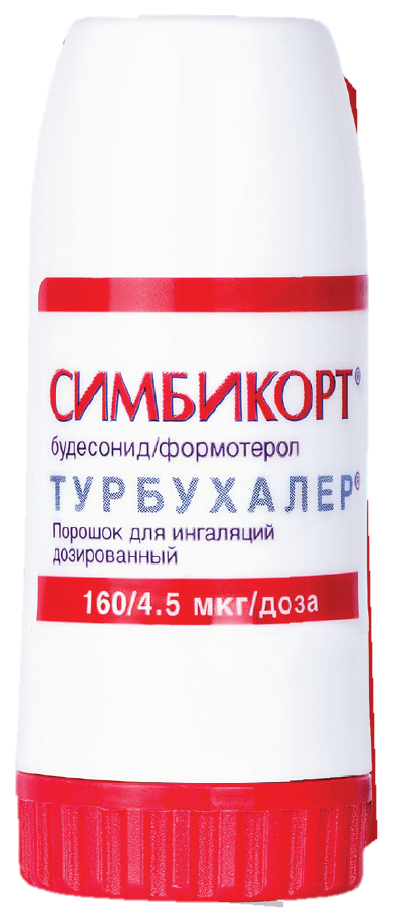 СИМБИКОРТ®
будесонид/формотерол
ТУРБУХАЛЕР®
Порошок для ингаляций
дозированный
160/4.5 мкг/доза